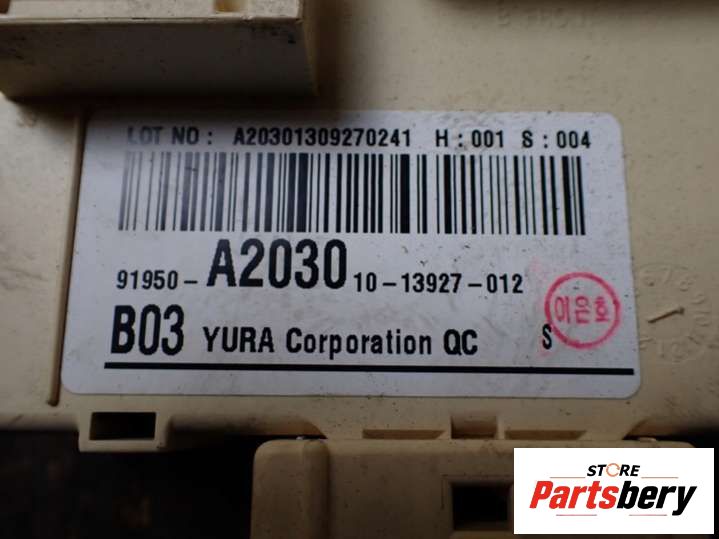 LOT NO : A20301309270241 H : 001 S : 004
91950-A2030 10-13927-012
B03 YURA Corporation QC S
이은호
STORE
Partsbery